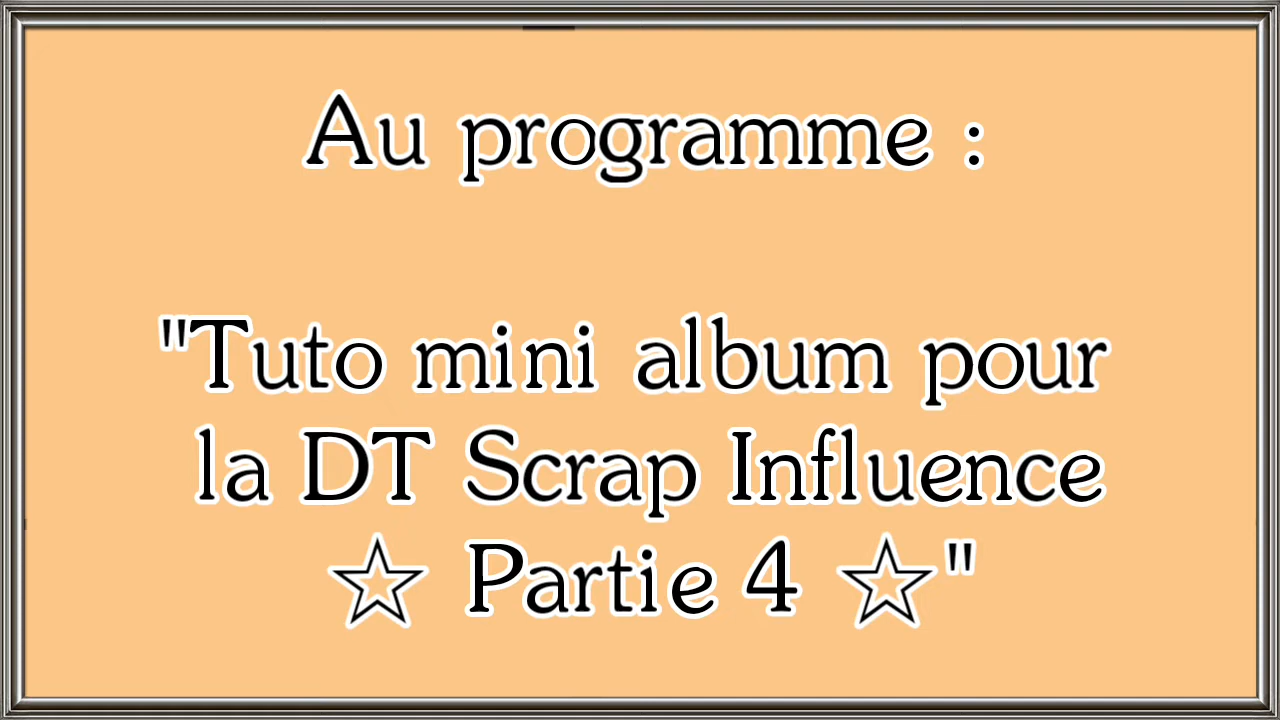 Au programme :
"Tuto mini album pour
la DT Scrap Influence
☆ Partie 4 ☆"